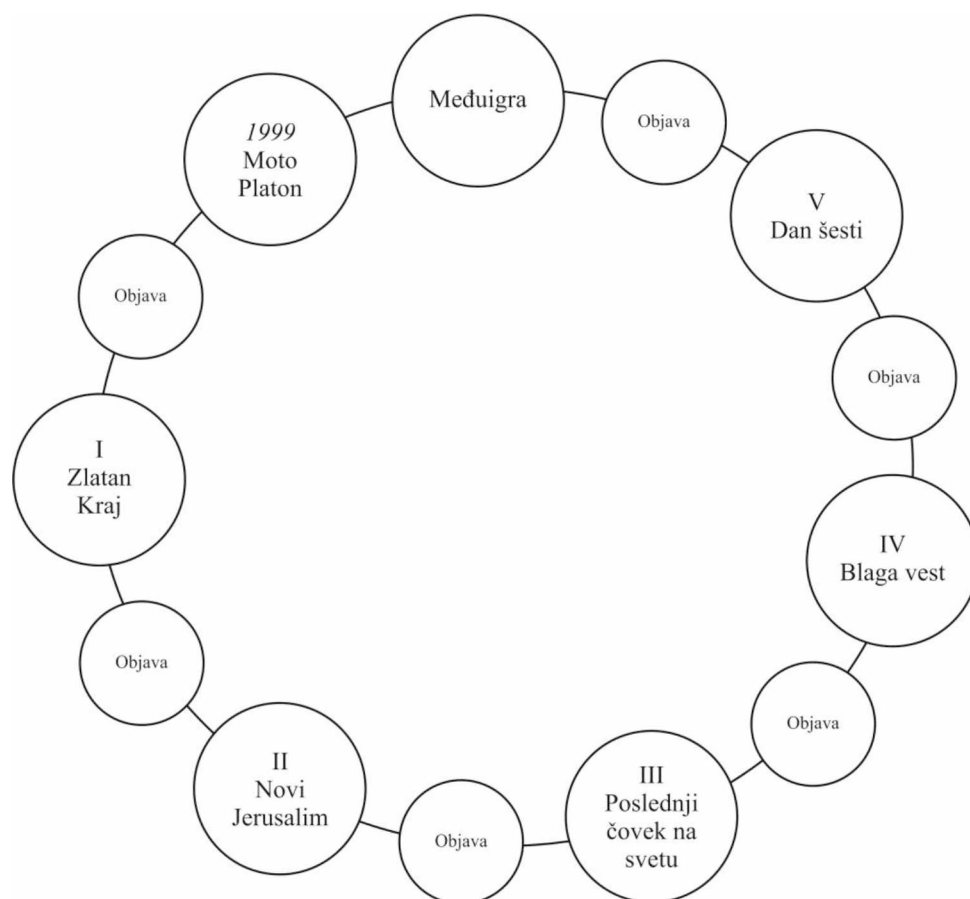 Međuigra
Objava
1999
Moto
Platon
V
Dan šesti
Objava
Objava
I
Zlatan
Kraj
IV
Blaga vest
Objava
Objava
II
Novi
Jerusalim
III
Poslednji
čovek na
svetu
Objava